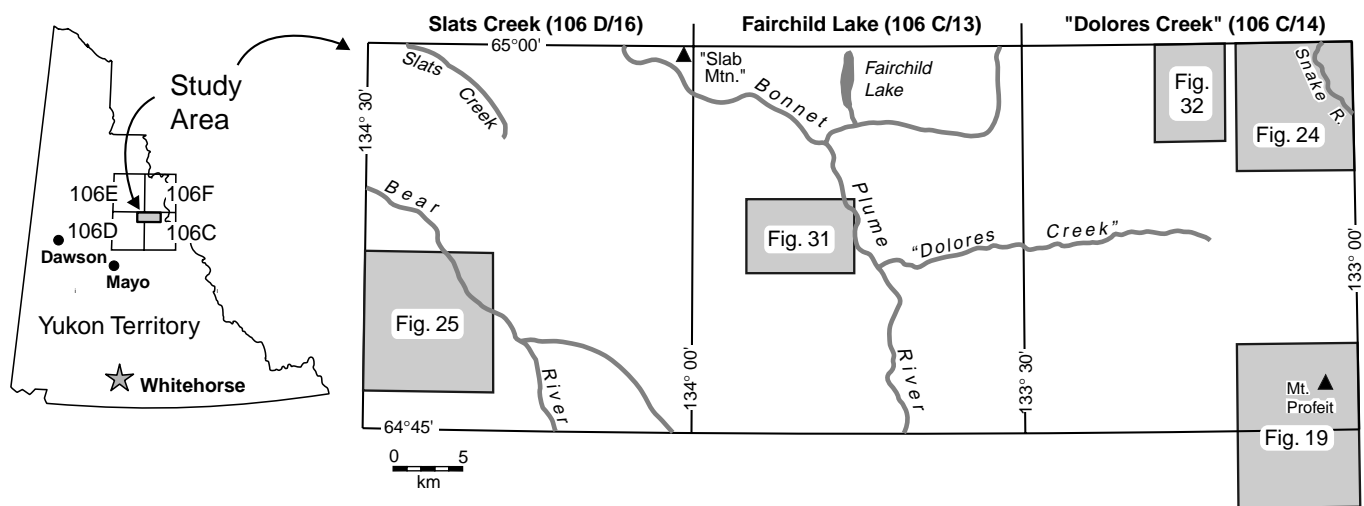 Slats Creek (106 D/16)
Fairchild Lake (106 C/13)
"Dolores Creek" (106 C/14)
65°00'
Study
Area
106E
106F
106D
106C
Dawson
Mayo
Yukon Territory
Whitehorse
134° 30'
Slats
Creek
"Slab
Mtn."
Bonnet
Plume
River
Fairchild
Lake
Fig.
32
Fig. 24
Snake R.
Bear
River
Fig. 31
"Dolores
Creek"
133° 00'
Fig. 25
134° 00'
133° 30'
Mt.
Profeit
Fig. 19
64°45'
0 5
km